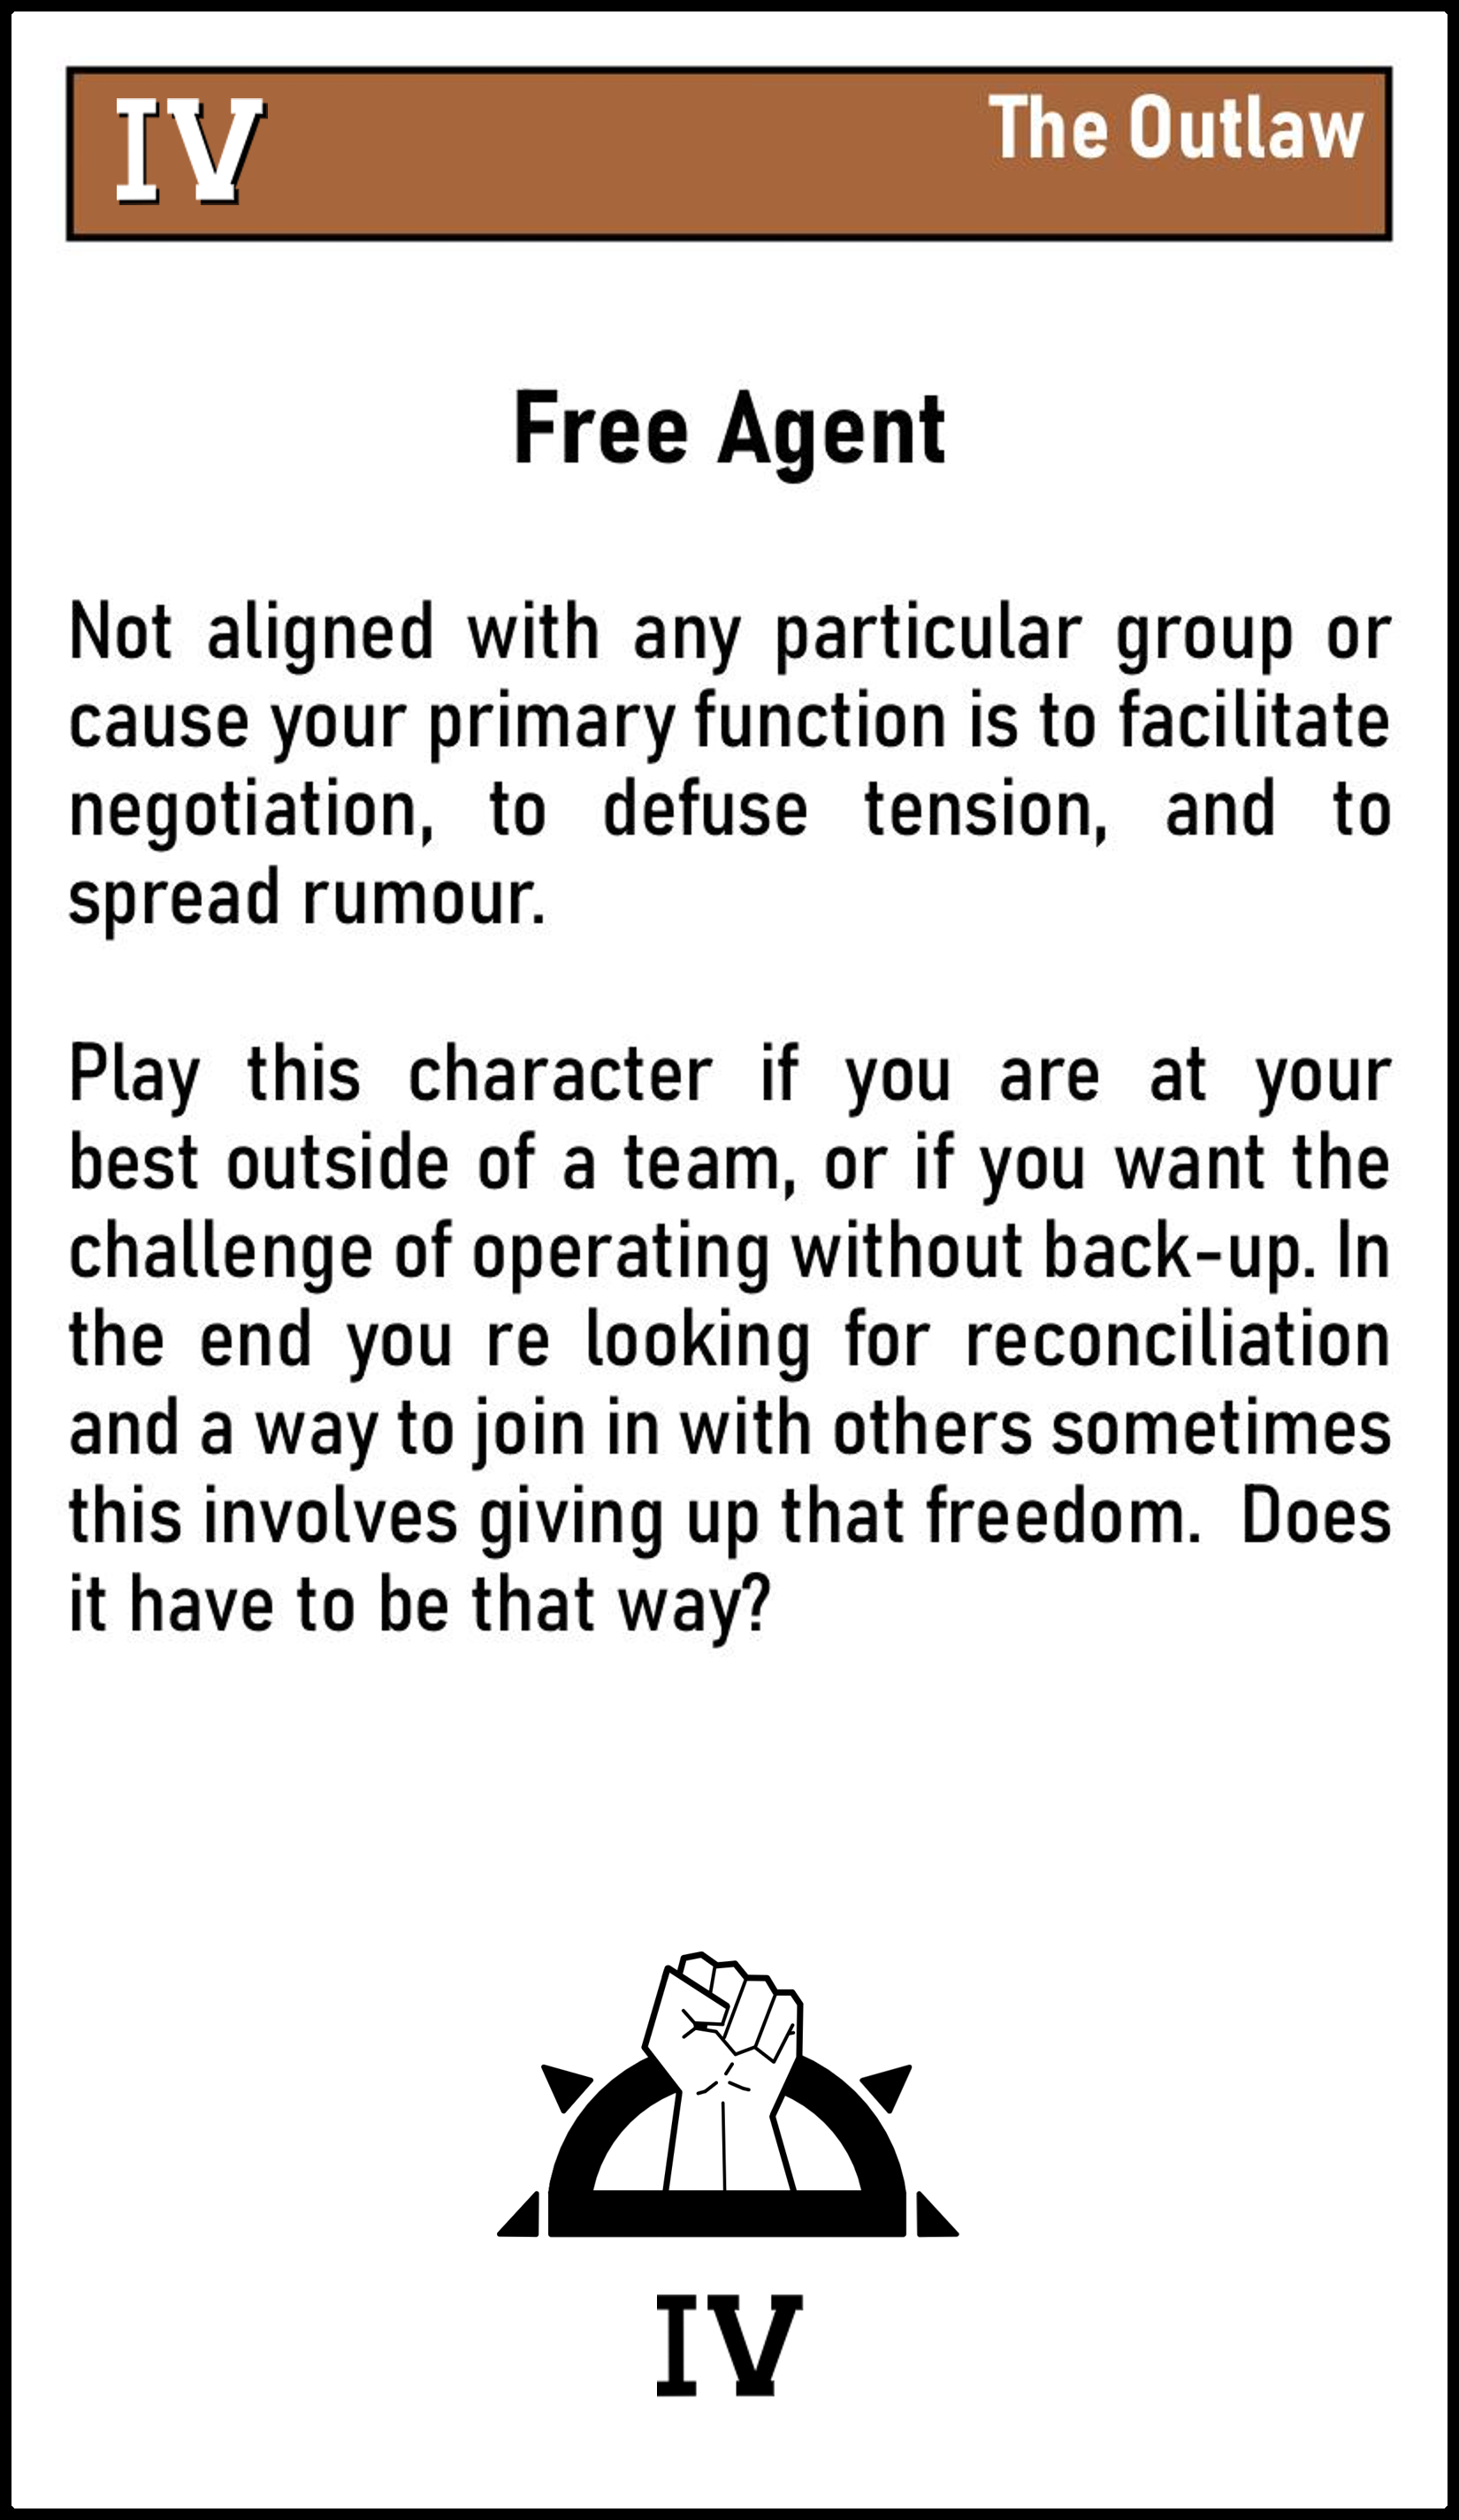 IV
The Outlaw
Free Agent
Not aligned with any particular group or
cause your primary function is to facilitate
negotiation, to defuse tension, and to
spread rumour.
Play this character if you are at your
best outside of a team, or if you want the
challenge of operating without back-up. In
the end you re looking for reconciliation
and a way to join in with others sometimes
this involves giving up that freedom.  Does
it have to be that way?
IV